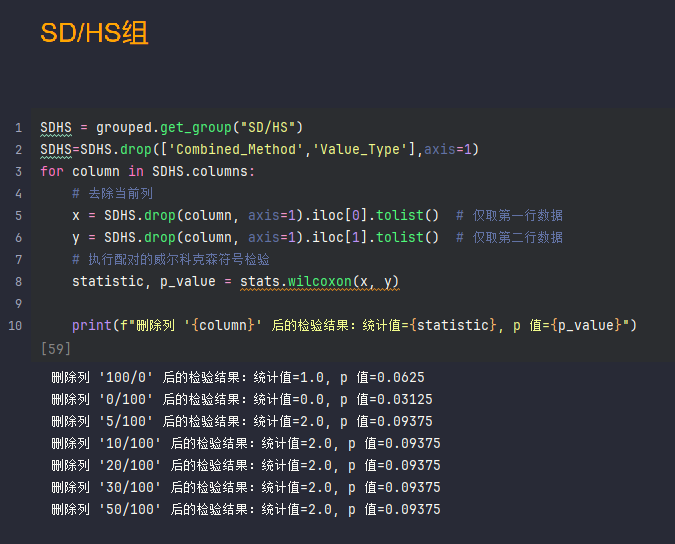 SD/HS组
1 SDHS = grouped.get_group("SD/HS")
2 SDHS=SDHS.drop(['Combined_Method','Value_Type'],axis=1)
3 for column in SDHS.columns:
4     # 去除当前列
5     x = SDHS.drop(column, axis=1).iloc[0].tolist()  # 仅取第一行数据
6     y = SDHS.drop(column, axis=1).iloc[1].tolist()  # 仅取第二行数据
7     # 执行配对的威尔科克森符号检验
8     statistic, p_value = stats.wilcoxon(x, y)
9
10     print(f"删除列 '{column}' 后的检验结果：统计值={statistic}, p 值={p_value}")
[59]
删除列 '100/0' 后的检验结果：统计值=1.0, p 值=0.0625
删除列 '0/100' 后的检验结果：统计值=0.0, p 值=0.03125
删除列 '5/100' 后的检验结果：统计值=2.0, p 值=0.09375
删除列 '10/100' 后的检验结果：统计值=2.0, p 值=0.09375
删除列 '20/100' 后的检验结果：统计值=2.0, p 值=0.09375
删除列 '30/100' 后的检验结果：统计值=2.0, p 值=0.09375
删除列 '50/100' 后的检验结果：统计值=2.0, p 值=0.09375